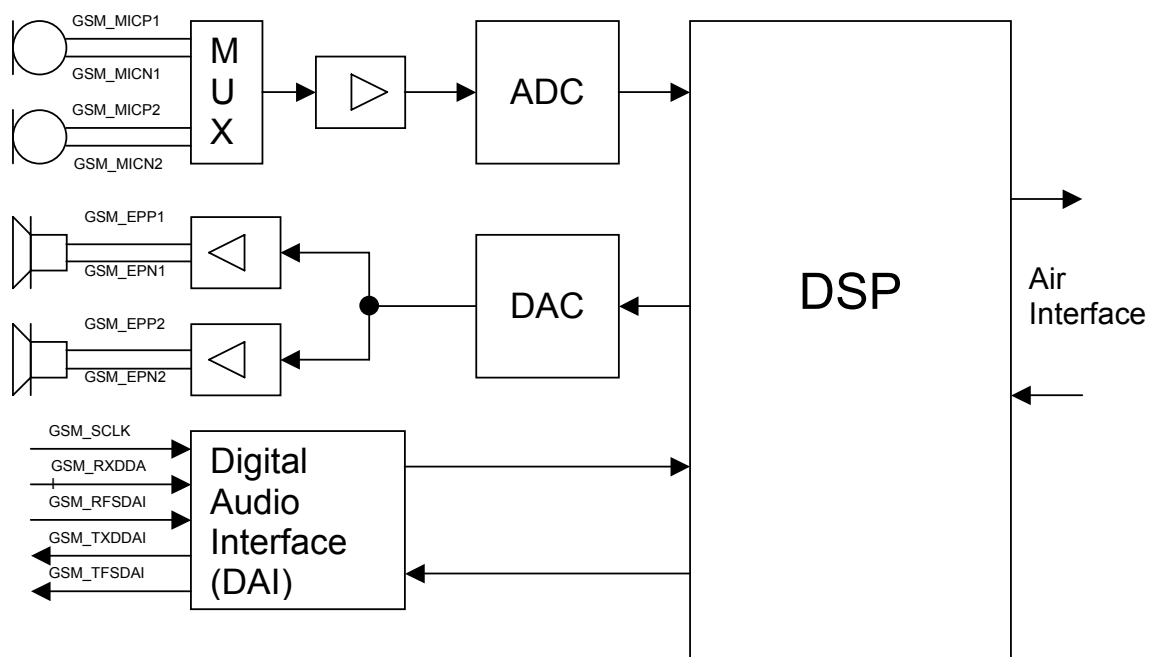 GSM_MICP1
GSM_MICN1
GSM_MICP2
GSM_MICN2
M
U
X
ADC
GSM_EPP1
GSM_EPN1
GSM_EPP2
GSM_EPN2
DAC
DSP
Air
Interface
GSM_SCLK
GSM_RXDDA
GSM_RFSDAI
GSM_TXDDAI
GSM_TFSDAI
Digital
Audio
Interface
(DAI)